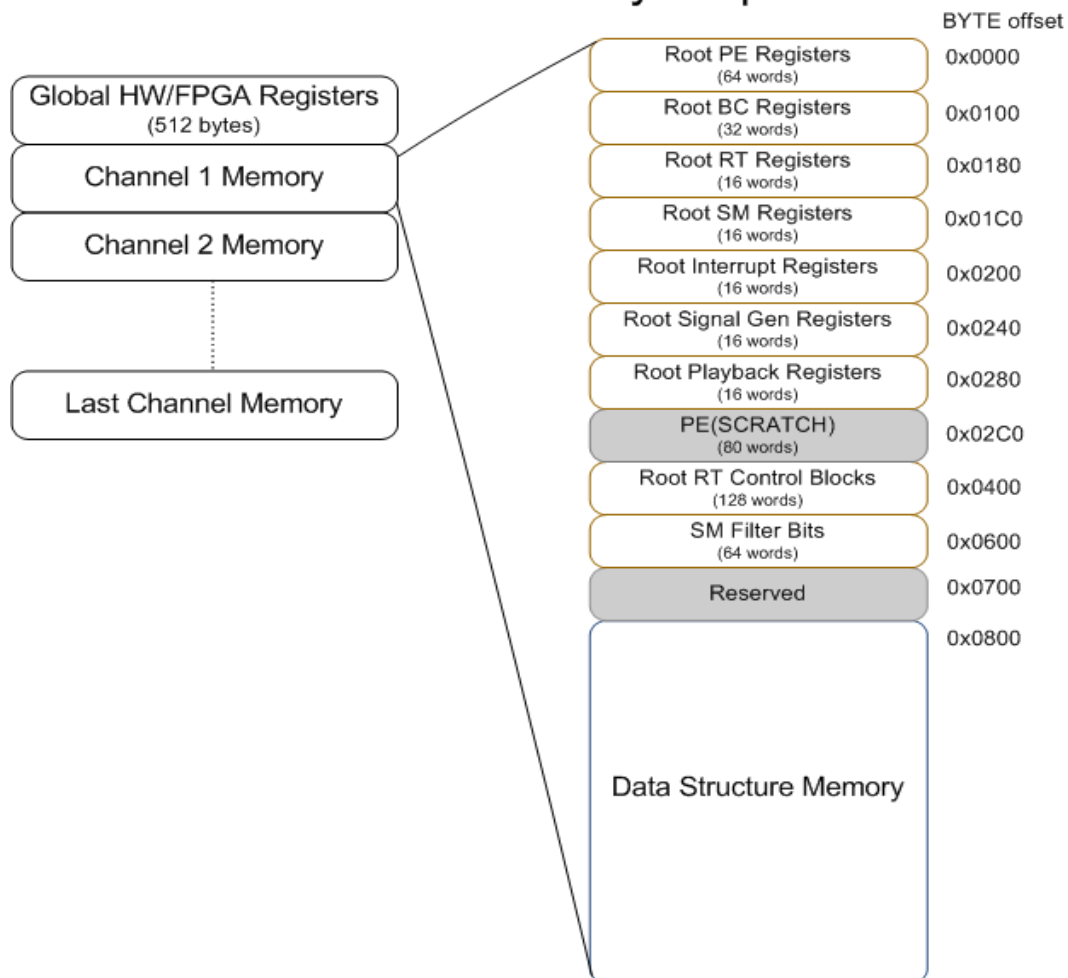 BYTE offset
Global HW/FPGA Registers
(512 bytes)
Channel 1 Memory
Channel 2 Memory
Last Channel Memory
Root PE Registers
(64 words)
0x0000
Root BC Registers
(32 words)
0x0100
Root RT Registers
(16 words)
0x0180
Root SM Registers
(16 words)
0x01C0
Root Interrupt Registers
(16 words)
0x0200
Root Signal Gen Registers
(16 words)
0x0240
Root Playback Registers
(16 words)
0x0280
PE(SCRATCH)
(80 words)
0x02C0
Root RT Control Blocks
(128 words)
0x0400
SM Filter Bits
(64 words)
0x0600
Reserved
0x0700
0x0800
Data Structure Memory